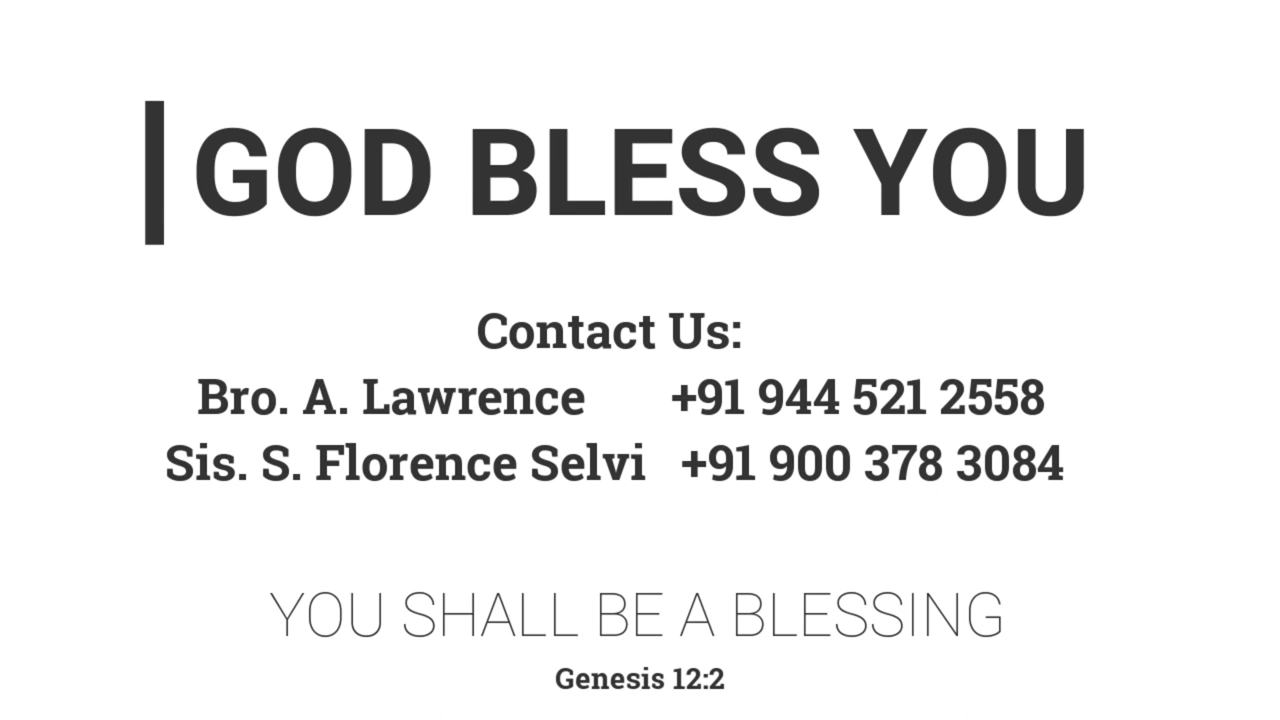 GOD BLESS YOU
Contact Us:
Bro. A. Lawrence +91 944 521 2558
Sis. S. Florence Selvi +91 900 378 3084
YOU SHALL BE A BLESSING
Genesis 12:2